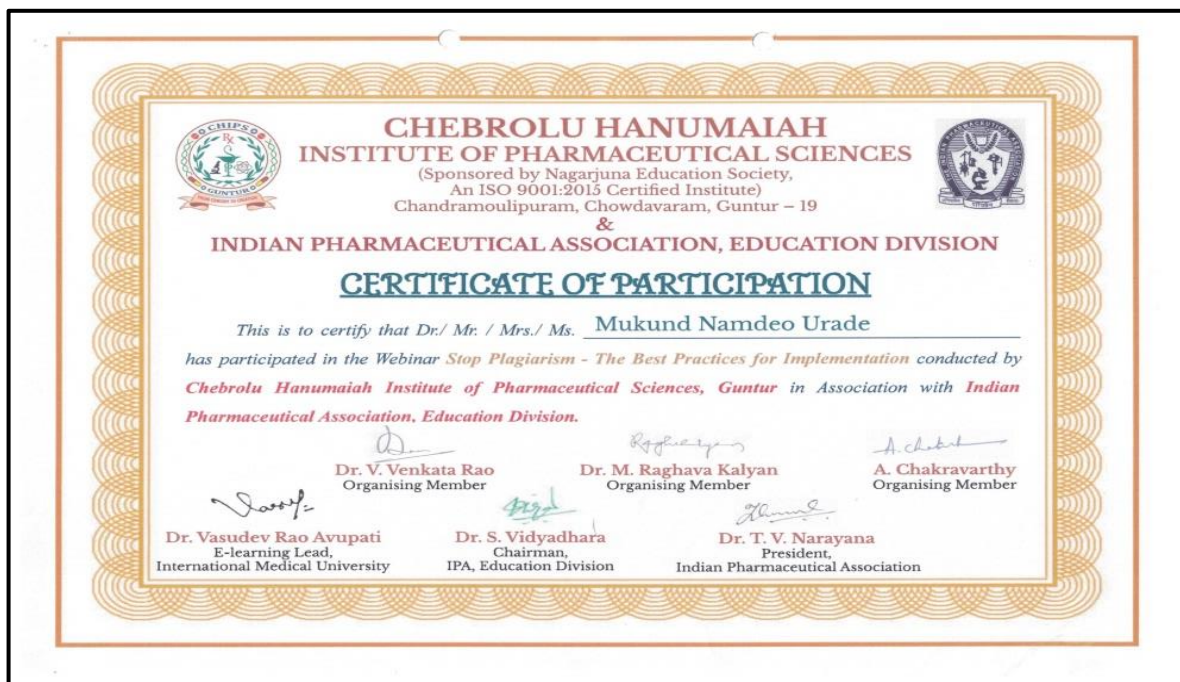 CHIPS
Rx
GUNTUR
CHEBROLU HANUMAIAH
INSTITUTE OF PHARMACEUTICAL SCIENCES
(Sponsored by Nagarjuna Education Society,
An ISO 9001:2015 Certified Institute)
Chandramoulipuram, Chowdavaram, Guntur – 19
&
INDIAN PHARMACEUTICAL ASSOCIATION, EDUCATION DIVISION
CERTIFICATE OF PARTICIPATION
This is to certify that Dr./ Mr. / Mrs./ Ms. Mukund Namdeo Urade
has participated in the Webinar Stop Plagiarism - The Best Practices for Implementation conducted by
Chebrolu Hanumaiah Institute of Pharmaceutical Sciences, Guntur in Association with Indian
Pharmaceutical Association, Education Division.
A. Chakravarthy
Dr. V. Venkata Rao
Organising Member
Dr. M. Raghava Kalyan
Organising Member
Organising Member
Dr. Vasudev Rao Avupati
E-learning Lead,
International Medical University
Dr. S. Vidyadhara
Chairman,
IPA, Education Division
Dr. T. V. Narayana
President,
Indian Pharmaceutical Association